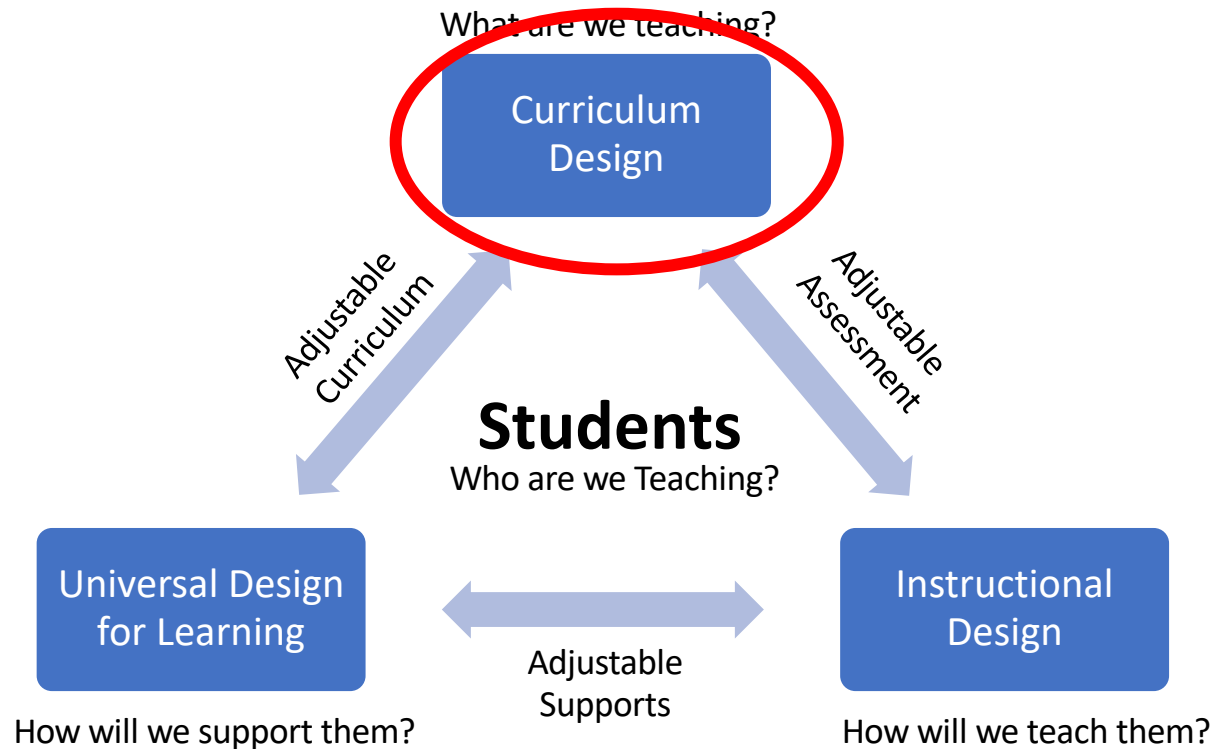 What are we teaching?
Curriculum
Design
Adjustable
Curriculum
Adjustable
Assessment
Students
Who are we Teaching?
Universal Design
for Learning
Instructional
Design
Adjustable
Supports
How will we support them?
How will we teach them?